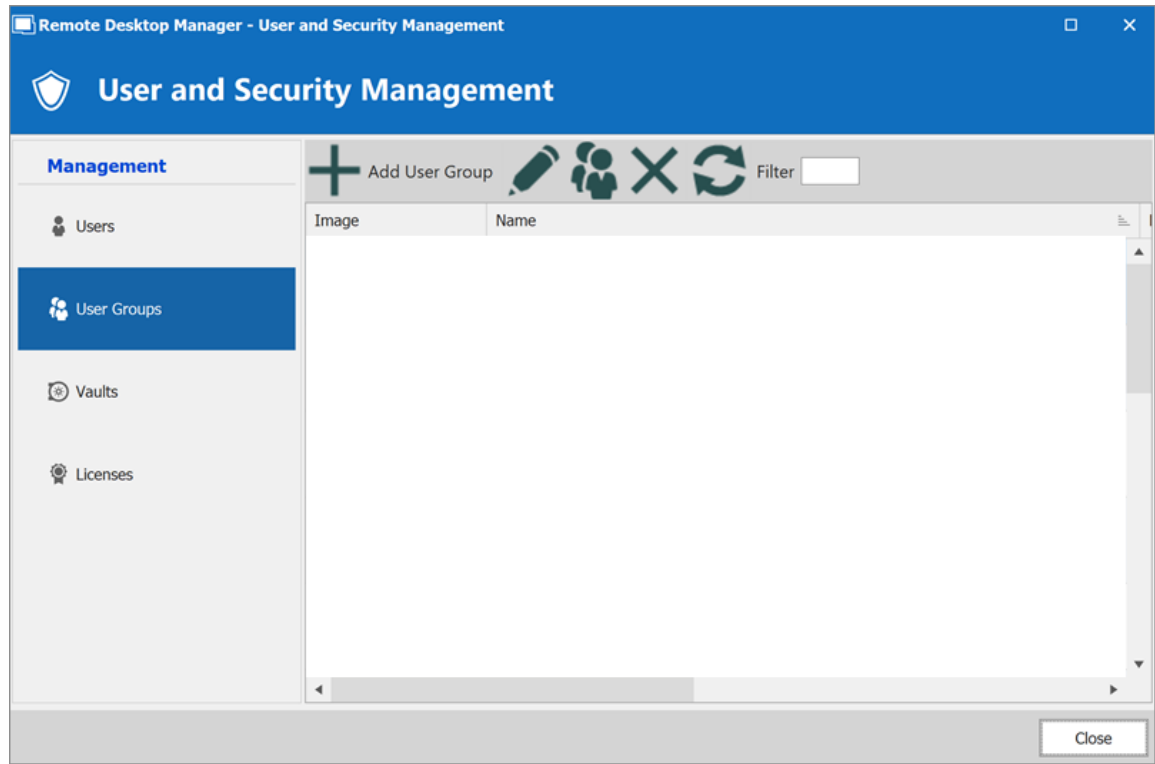 Remote Desktop Manager - User and Security Management
User and Security Management
Management
Add User Group
Filter
Image
Name
Users
User Groups
Vaults
Licenses
Close